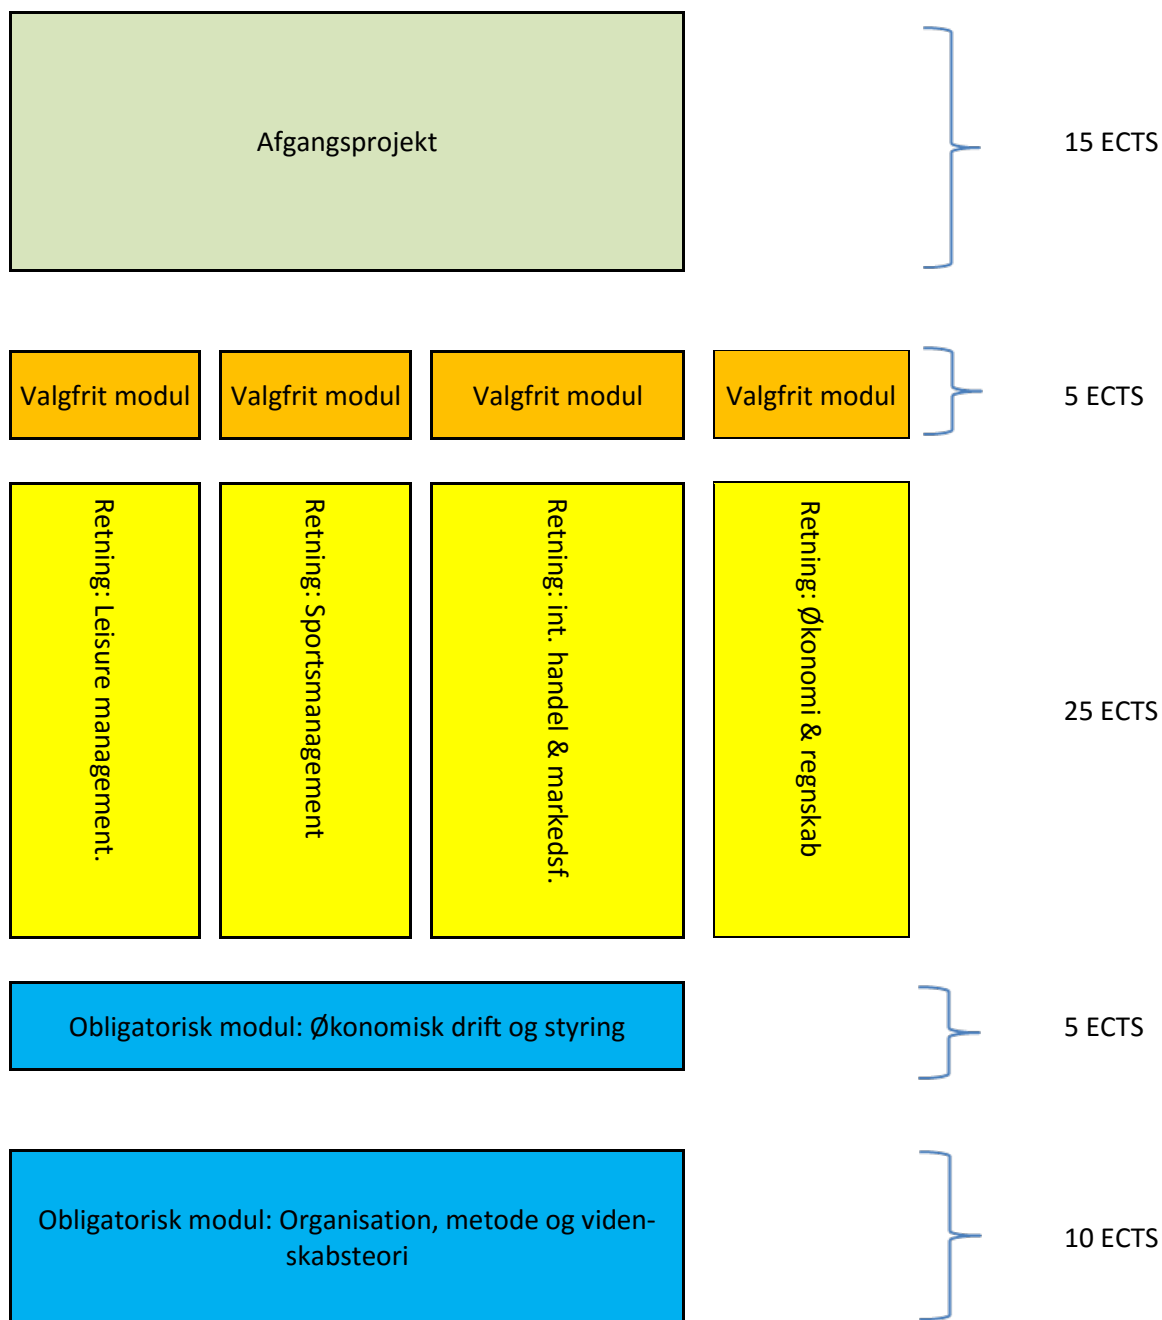 Afgangsprojekt
15 ECTS
Valgfrit modul
Valgfrit modul
Valgfrit modul
Valgfrit modul
5 ECTS
Retning: Leisure management.
Retning: Sportsmanagement
Retning: int. handel & markedsf.
Retning: Økonomi & regnskab
25 ECTS
Obligatorisk modul: Økonomisk drift og styring
5 ECTS
Obligatorisk modul: Organisation, metode og viden-
skabsteori
10 ECTS